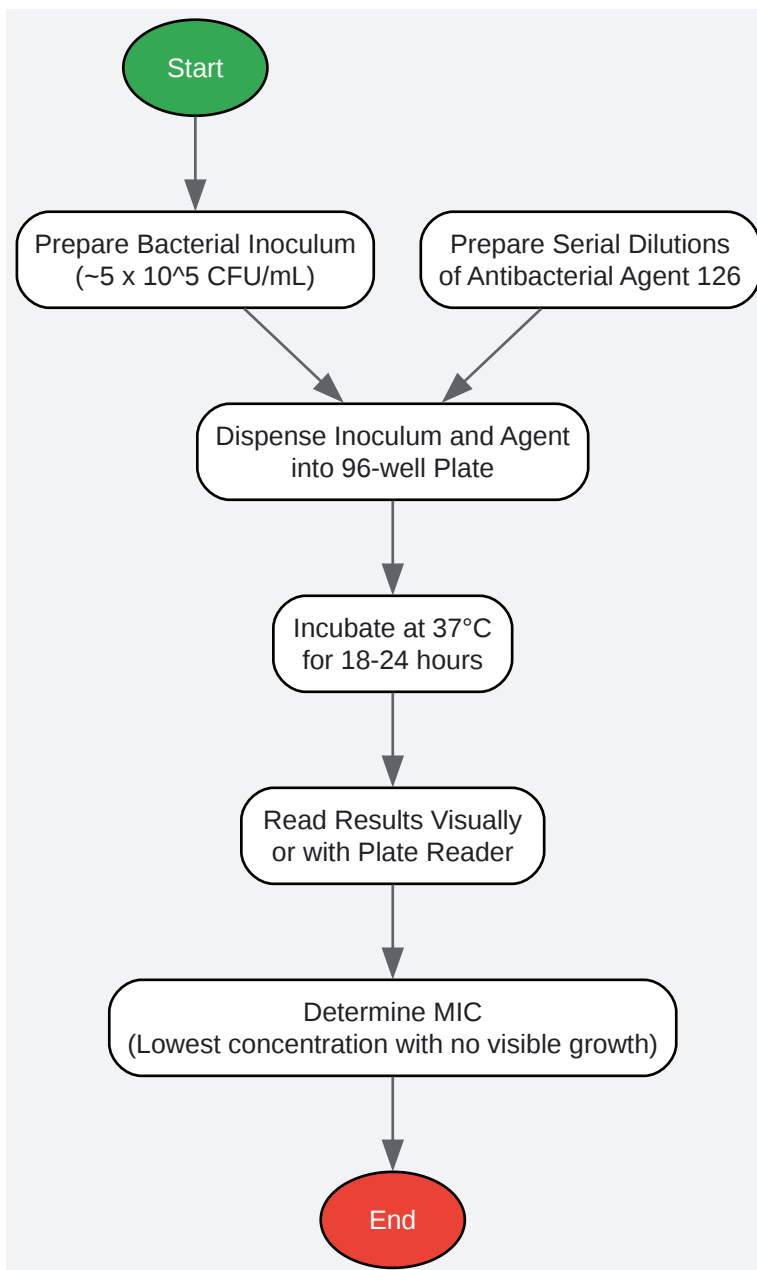 Start
Prepare Bacterial Inoculum
(~5 x 10^5 CFU/mL)
Prepare Serial Dilutions
of Antibacterial Agent 126
Dispense Inoculum and Agent
into 96-well Plate
Incubate at 37°C
for 18-24 hours
Read Results Visually
or with Plate Reader
Determine MIC
(Lowest concentration with no visible growth)
End